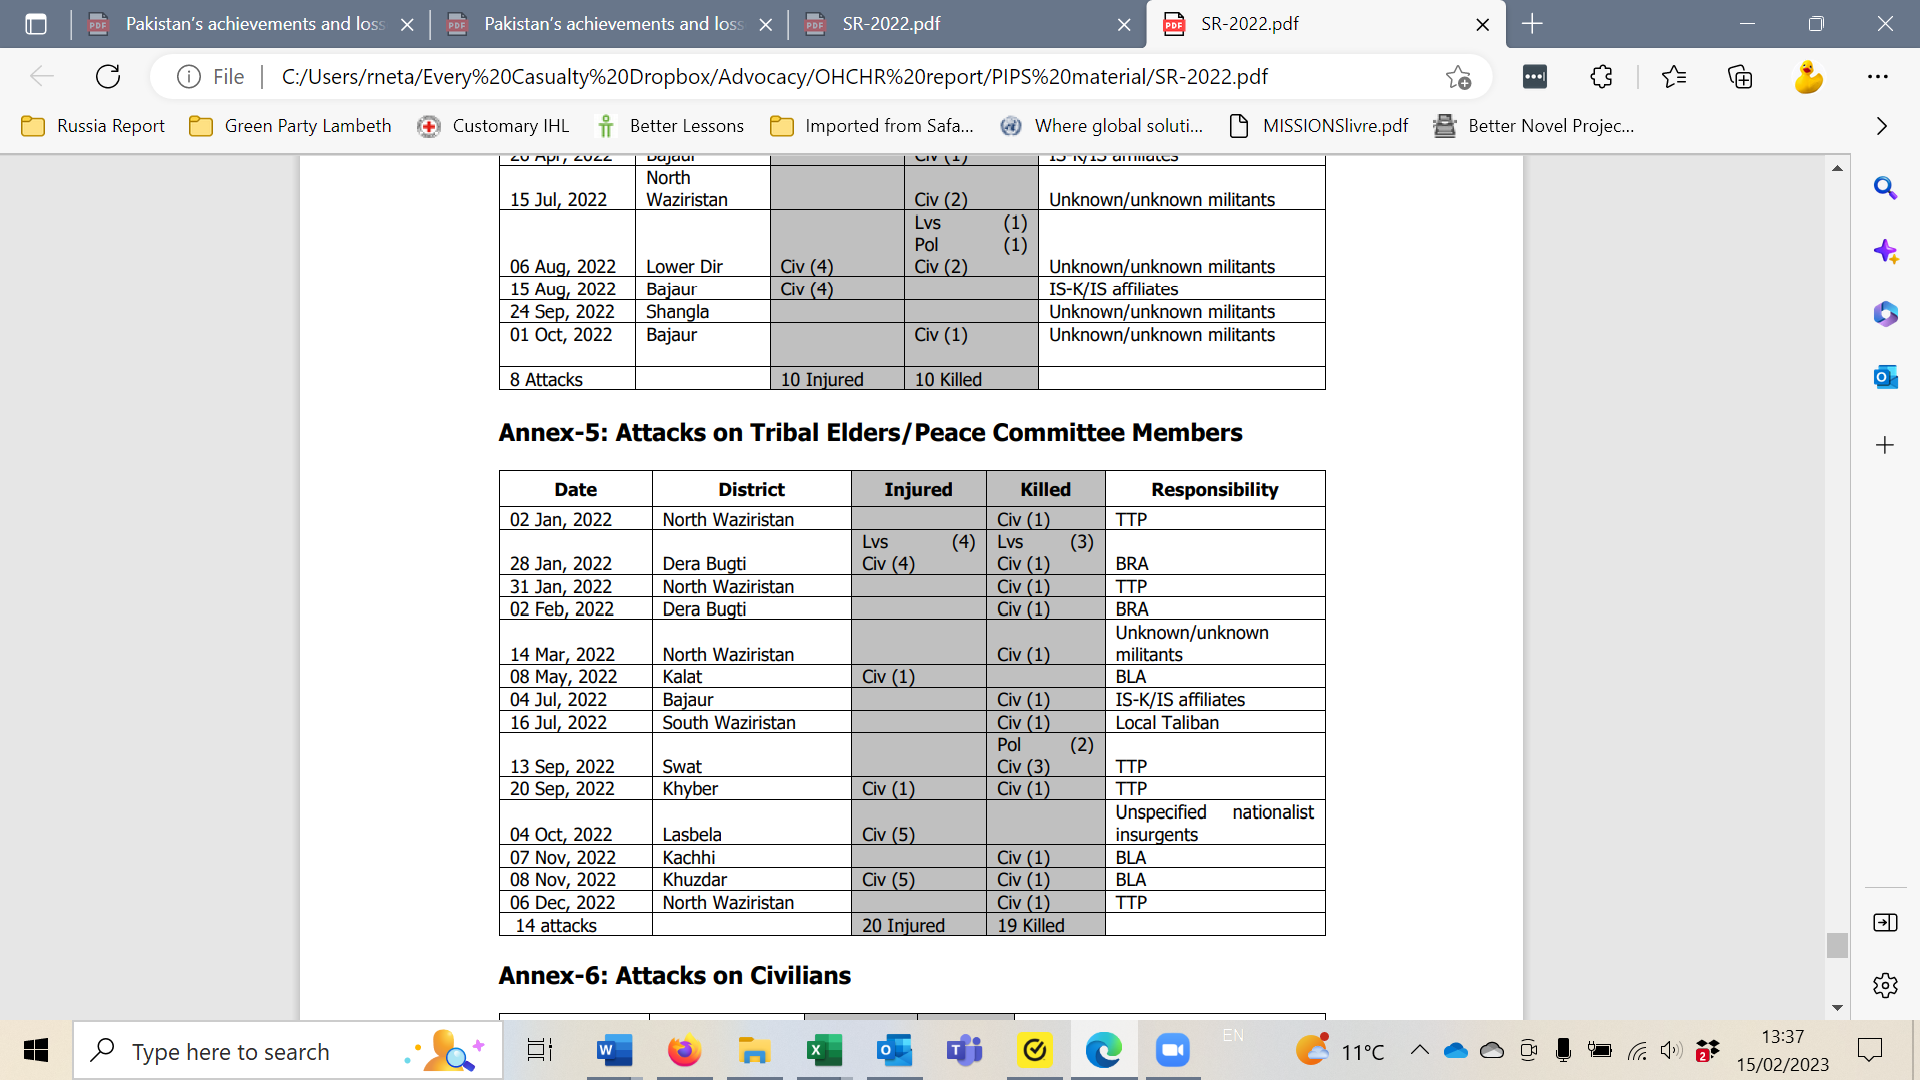 Pakistan's achievements and loss
Pakistan's achievements and loss
SR-2022.pdf
SR-2022.pdf
File
C:/Users/rneta/Every%20Casualty%20Dropbox/Advocacy/OHCHR%20report/PIPS%20material/SR-2022.pdf
Russia Report
Green Party Lambeth
Customary IHL
Better Lessons
Imported from Safa...
Where global soluti...
MISSIONSlivre.pdf
Better Novel Projec...
26 Apr, 2022 Bajaur Civ (1) IS-K/IS affiliates
North
15 Jul, 2022 Waziristan Civ (2) Unknown/unknown militants
Lvs (1)
Pol (1)
06 Aug, 2022 Lower Dir Civ (4) Civ (2) Unknown/unknown militants
15 Aug, 2022 Bajaur Civ (4) IS-K/IS affiliates
24 Sep, 2022 Shangla Unknown/unknown militants
01 Oct, 2022 Bajaur Civ (1) Unknown/unknown militants
8 Attacks 10 Injured 10 Killed
Annex-5: Attacks on Tribal Elders/Peace Committee Members
Date District Injured Killed Responsibility
02 Jan, 2022 North Waziristan Civ (1) TTP
Lvs (4) Lvs (3)
28 Jan, 2022 Dera Bugti Civ (4) Civ (1) BRA
31 Jan, 2022 North Waziristan Civ (1) TTP
02 Feb, 2022 Dera Bugti Civ (1) BRA
Unknown/unknown
14 Mar, 2022 North Waziristan Civ (1) militants
08 May, 2022 Kalat Civ (1) BLA
04 Jul, 2022 Bajaur Civ (1) IS-K/IS affiliates
16 Jul, 2022 South Waziristan Civ (1) Local Taliban
Pol (2)
13 Sep, 2022 Swat Civ (3) TTP
20 Sep, 2022 Khyber Civ (1) Civ (1) TTP
Unspecified nationalist
04 Oct, 2022 Lasbela Civ (5) insurgents
07 Nov, 2022 Kachhi Civ (1) BLA
08 Nov, 2022 Khuzdar Civ (5) Civ (1) BLA
06 Dec, 2022 North Waziristan Civ (1) TTP
14 attacks 20 Injured 19 Killed
Annex-6: Attacks on Civilians
Type here to search
EN
11°C
2
13:37
15/02/2023